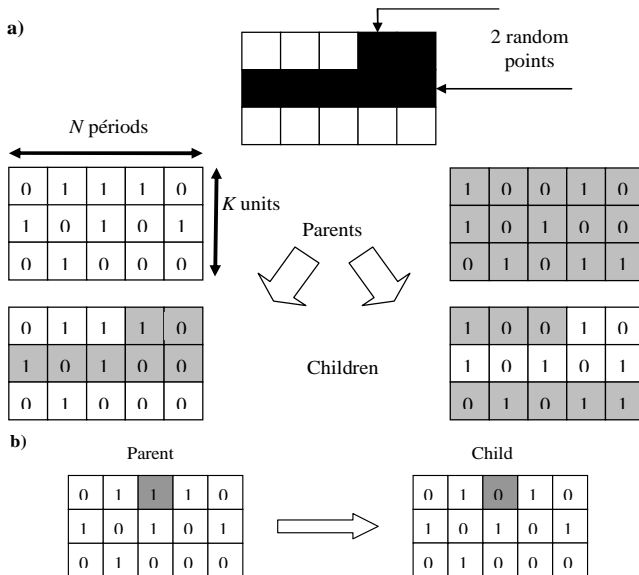 a)
2 random
points
N périods
K units
0 1 1 1 0
1 0 1 0 1
0 1 0 0 0
Parents
1 0 0 1 0
1 0 1 0 0
0 1 0 1 1
0 1 1 1 0
1 0 1 0 0
0 1 0 0 0
Children
1 0 0 1 0
1 0 1 0 1
0 1 0 1 1
b)
Parent
Child
0 1 1 1 0
1 0 1 0 1
0 1 0 0 0
0 1 0 1 0
1 0 1 0 1
0 1 0 0 0